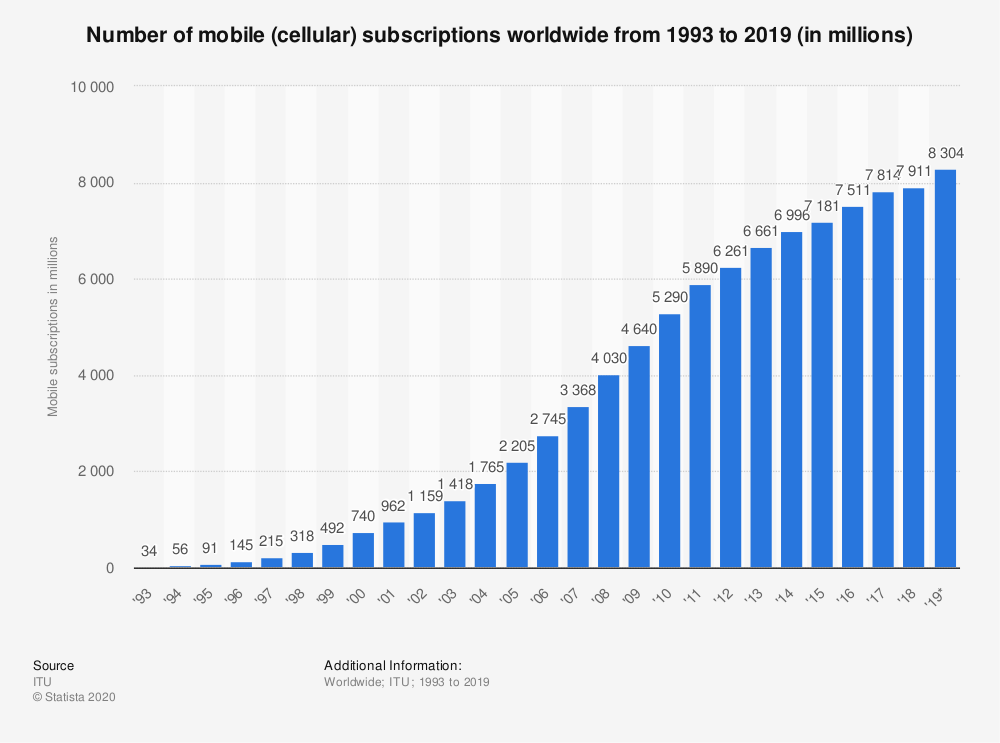 Number of mobile (cellular) subscriptions worldwide from 1993 to 2019 (in millions)
Mobile subscriptions in millions
10 000
8 000
6 000
4 000
2 000
0
34 56 91 145 215 318 492 740 962 1 159 1 418 1 765 2 205 2 745 3 368 4 030 4 640 5 290 5 890 6 261 6 661 6 996 7 181 7 511 7 814 7 911 8 304
'93 '94 '95 '96 '97 '98 '99 '00 '01 '02 '03 '04 '05 '06 '07 '08 '09 '10 '11 '12 '13 '14 '15 '16 '17 '18 '19*
Source
ITU
© Statista 2020
Additional Information:
Worldwide; ITU; 1993 to 2019